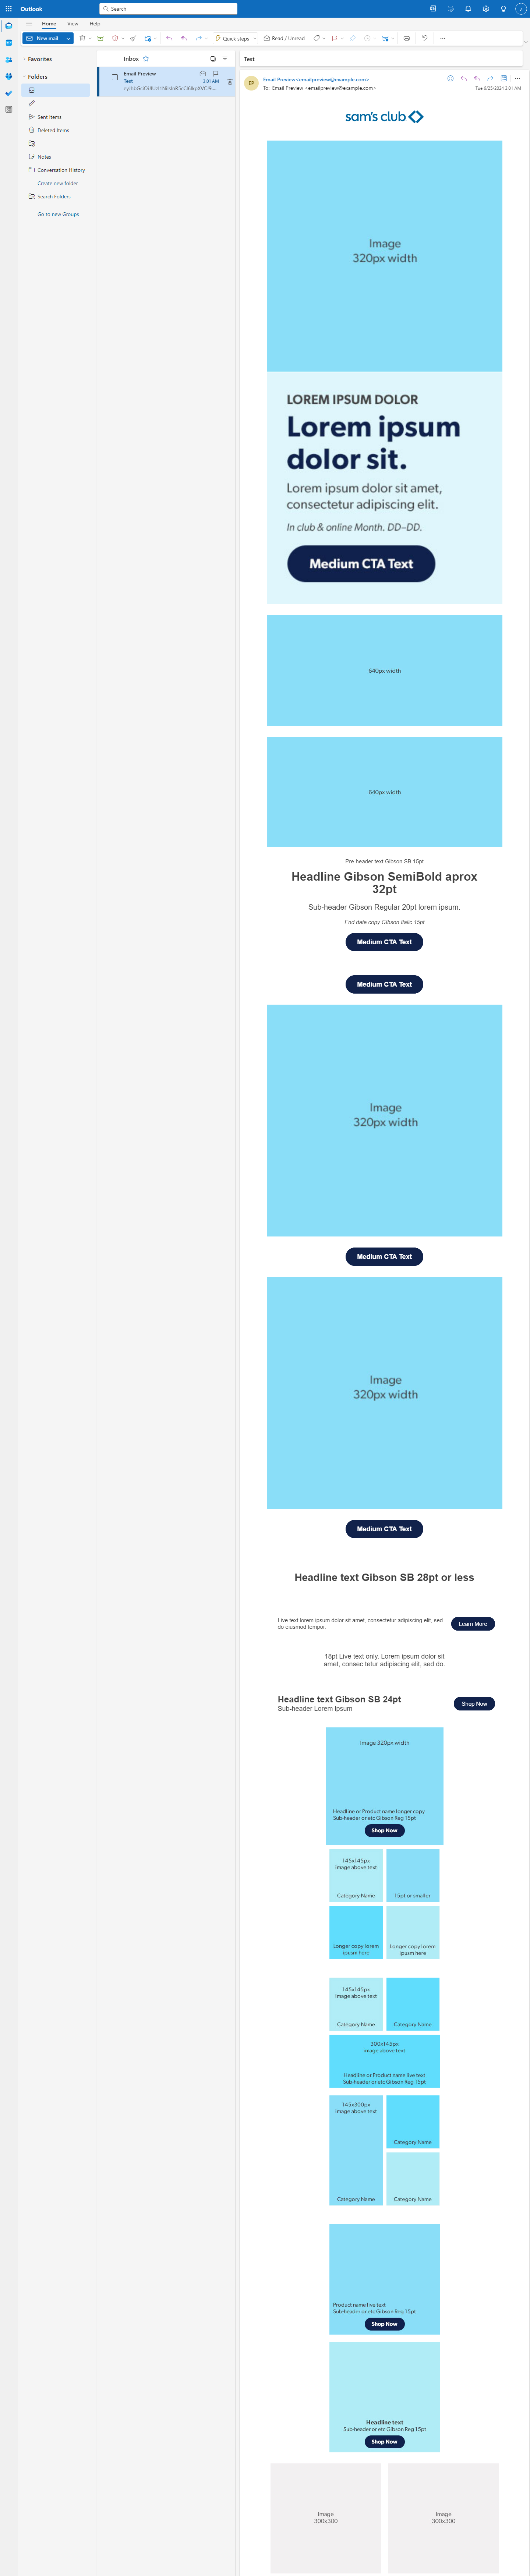 Outlook
Search
Home
View
Help
New mail
Quick steps
Read / Unread
Favorites
Folders
Sent Items
Deleted Items
Notes
Conversation History
Create new folder
Search Folders
Go to new Groups
Inbox
Email Preview
Test
3:01 AM
Test
EP
Email Preview<emailpreview@example.com>
To: Email Preview <emailpreview@example.com>
Tue 6/25/2024 3:01 AM
sam's club
Image
320px width
LOREM IPSUM DOLOR
Lorem ipsum
dolor sit.
Lorem ipsum dolor sit amet,
consectetur adipiscing elit.
In club & online Month. DD–DD.
Medium CTA Text
640px width
640px width
Pre-header text Gibson SB 15pt
Headline Gibson SemiBold aprox
32pt
Sub-header Gibson Regular 20pt lorem ipsum.
End date copy GIbson Italic 15pt
Medium CTA Text
Medium CTA Text
Image
320px width
Medium CTA Text
Image
320px width
Medium CTA Text
Headline text Gibson SB 28pt or less
Live text lorem ipsum dolor sit amet, consectetur adipiscing elit, sed
do eiusmod tempor
Learn More
18pt Live text only. Lorem ipsum dolor sit
amet, consec tetur adipiscing elit, sed do.
Headline text Gibson SB 24pt
Sub-header Lorem ipsum
Shop Now
Image 320px width
Headline or Product name longer copy
Sub-header or etc Gibson Reg 15pt
Shop Now
145x145px
image above text
Category Name
15pt or smaller
Longer copy lorem
ipusm here
Longer copy lorem
ipusm here
145x145px
image above text
Category Name
Category Name
300x145px
image above text
Headline or Product name live text
Sub-header or etc Gibson Reg 15pt
145x300px
image above text
Category Name
Category Name
Category Name
Product name live text
Sub-header or etc Gibson Reg 15pt
Shop Now
Headline text
Sub-header or etc Gibson Reg 15pt
Shop Now
Image
300x300
Image
300x300